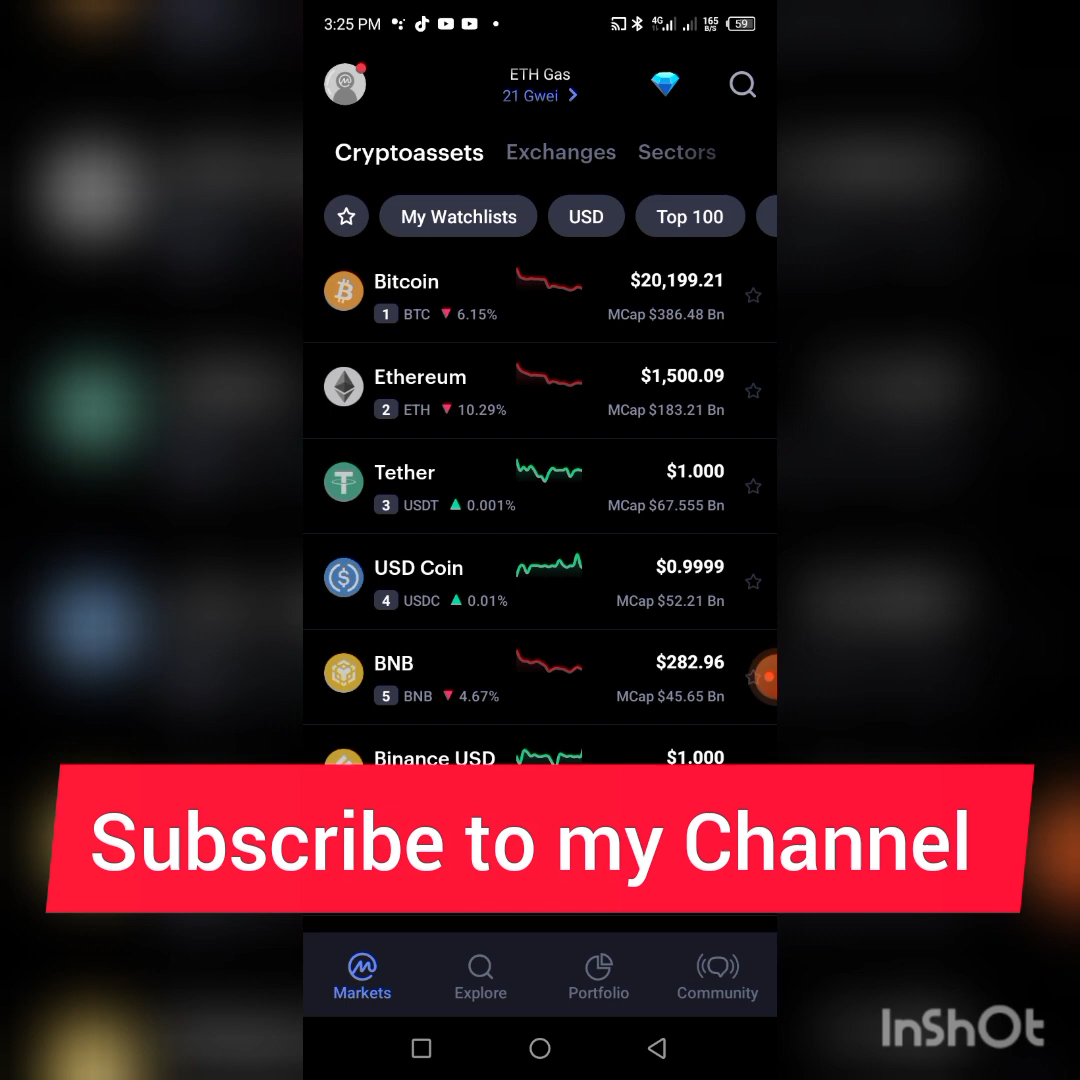 3:25 PM 4G 165 B/S 59
ETH Gas
21 Gwei
Cryptoassets Exchanges Sectors
My Watchlists USD Top 100
Bitcoin $20,199.21
1 BTC 6.15% MCap $386.48 Bn
Ethereum $1,500.09
2 ETH 10.29% MCap $183.21 Bn
Tether $1.000
3 USDT 0.001% MCap $67.555 Bn
USD Coin $0.9999
4 USDC 0.01% MCap $52.21 Bn
BNB $282.96
5 BNB 4.67% MCap $45.65 Bn
Binance USD $1.000
Subscribe to my Channel
Markets Explore Portfolio Community
InShOt